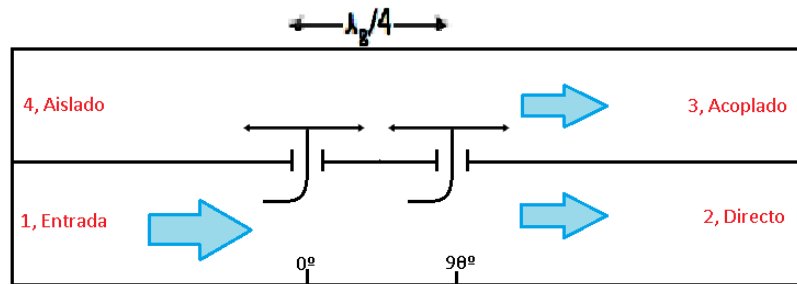 λg/4
4, Aislado
3, Acoplado
1, Entrada
2, Directo
0º
90º